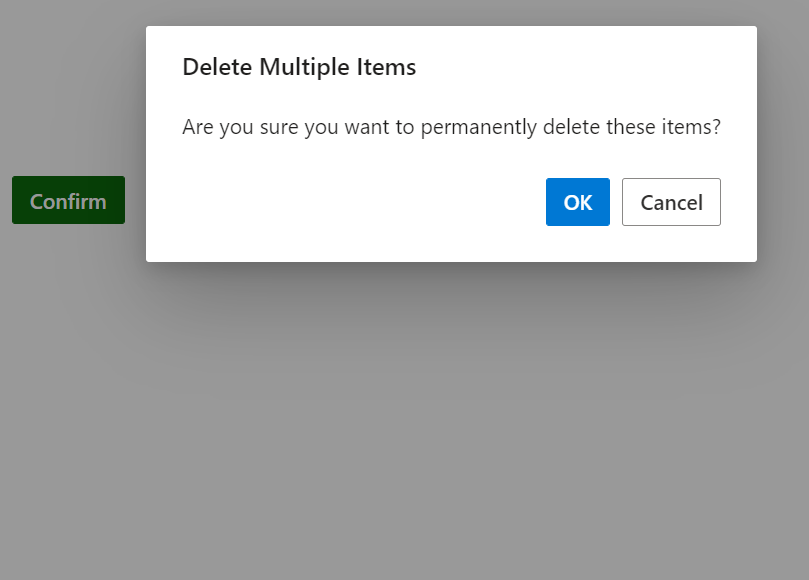 Delete Multiple Items
Are you sure you want to permanently delete these items?
Confirm
OK
Cancel